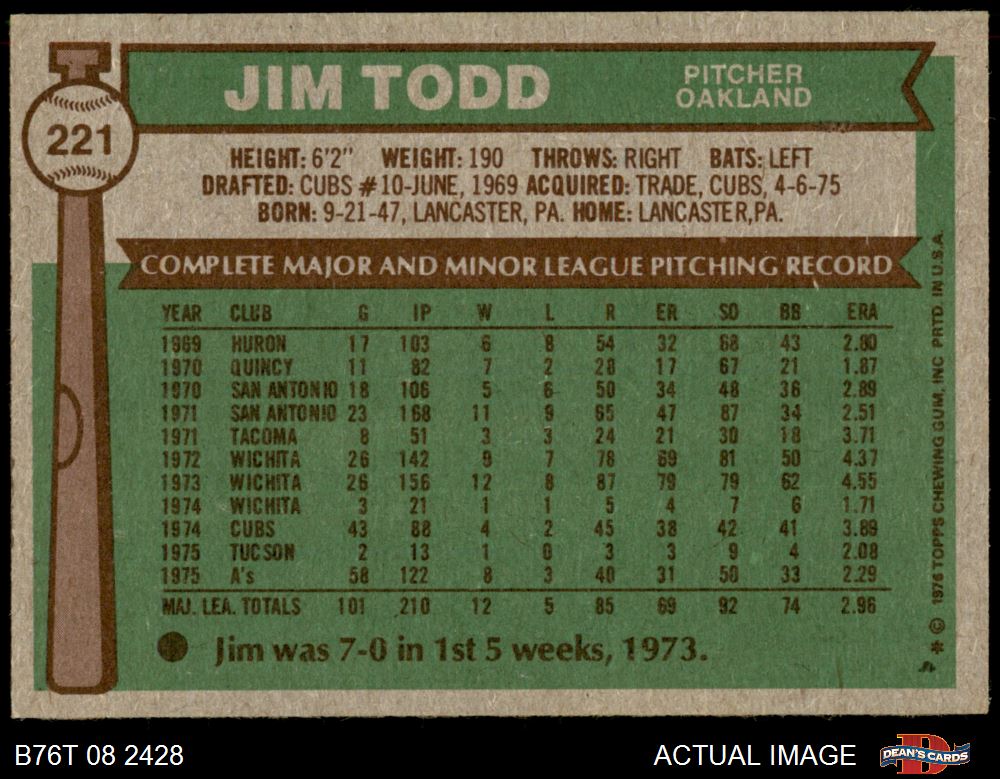 JIM TODD
PITCHER
OAKLAND
221
HEIGHT: 6'2" WEIGHT: 190 THROWS: RIGHT BATS: LEFT
DRAFTED: CUBS #10-JUNE, 1969 ACQUIRED: TRADE, CUBS, 4-6-75
BORN: 9-21-47, LANCASTER, PA. HOME: LANCASTER,PA.
COMPLETE MAJOR AND MINOR LEAGUE PITCHING RECORD
YEAR CLUB G IP W L R ER SO BB ERA
1969 HURON 17 103 6 8 54 32 68 43 2.80
1970 QUINCY 11 82 7 2 28 17 67 21 1.87
1970 SAN ANTONIO 18 106 5 6 50 34 48 36 2.89
1971 SAN ANTONIO 23 168 11 9 65 47 87 34 2.51
1971 TACOMA 8 51 3 3 24 21 30 18 3.71
1972 WICHITA 26 142 9 7 78 69 81 50 4.37
1973 WICHITA 26 156 12 8 87 79 79 62 4.55
1974 WICHITA 3 21 1 1 5 4 7 6 1.71
1974 CUBS 43 88 4 2 45 38 42 41 3.89
1975 TUCSON 2 13 1 0 3 3 9 4 2.08
1975 A's 58 122 8 3 40 31 50 33 2.29
MAJ. LEA. TOTALS 101 210 12 5 85 69 92 74 2.96
Jim was 7-0 in 1st 5 weeks, 1973.
* © 1976 TOPPS CHEWING GUM, INC PRTD. IN U.S.A.
B76T 08 2428
ACTUAL IMAGE
D
DEAN'S CARDS